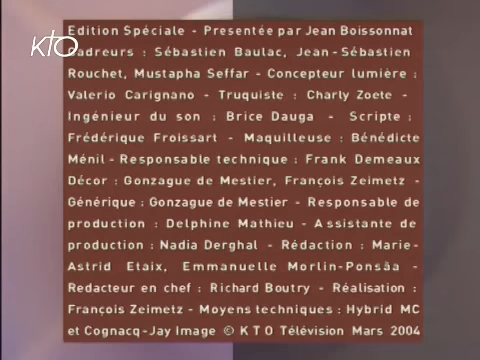 KTO
Edition Spéciale - Presentée par Jean Boissonnat
Cadreurs : Sébastien Baulac, Jean-Sébastien
Rouchet, Mustapha Seffar - Concepteur lumière :
Valerio Carignano - Truquiste : Charly Zoete -
Ingénieur du son : Brice Dauga - Scripte :
Frédérique Froissart - Maquilleuse : Bénédicte
Ménil - Responsable technique : Frank Demeaux
Décor : Gonzague de Mestier, François Zeimetz -
Générique : Gonzague de Mestier - Responsable de
production : Delphine Mathieu - Assistante de
production : Nadia Derghal - Rédaction : Marie-
Astrid Etaix, Emmanuelle Morlin-Ponsâa -
Redacteur en chef : Richard Boutry - Réalisation :
François Zeimetz - Moyens techniques : Hybrid MC
et Cognacq-Jay Image © KTO Télévision Mars 2004